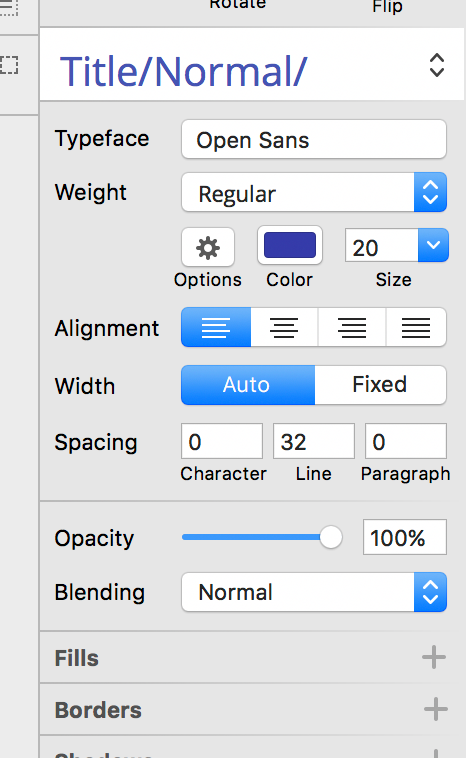 Rotate Flip
Title/Normal/
Typeface Open Sans
Weight Regular
20
Options Color Size
Alignment
Width Auto Fixed
Spacing 0 32 0
Character Line Paragraph
Opacity 100%
Blending Normal
Fills
Borders
Shadows